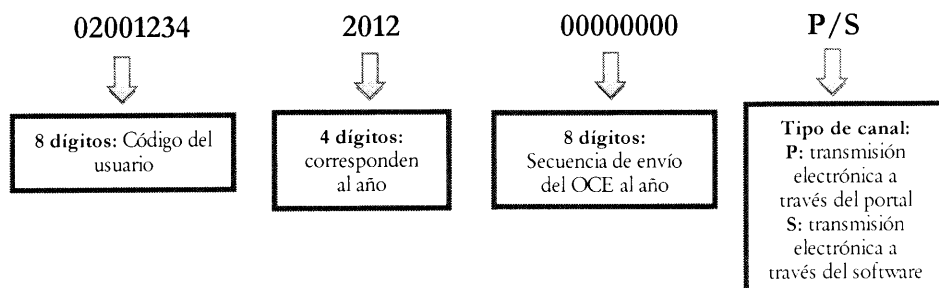 02001234 2012 00000000 P/S
8 dígitos: Código del
usuario
4 dígitos:
corresponden
al año
8 dígitos:
Secuencia de envío
del OCE al año
Tipo de canal:
P: transmisión
electrónica a
través del portal
S: transmisión
electrónica a
través del software